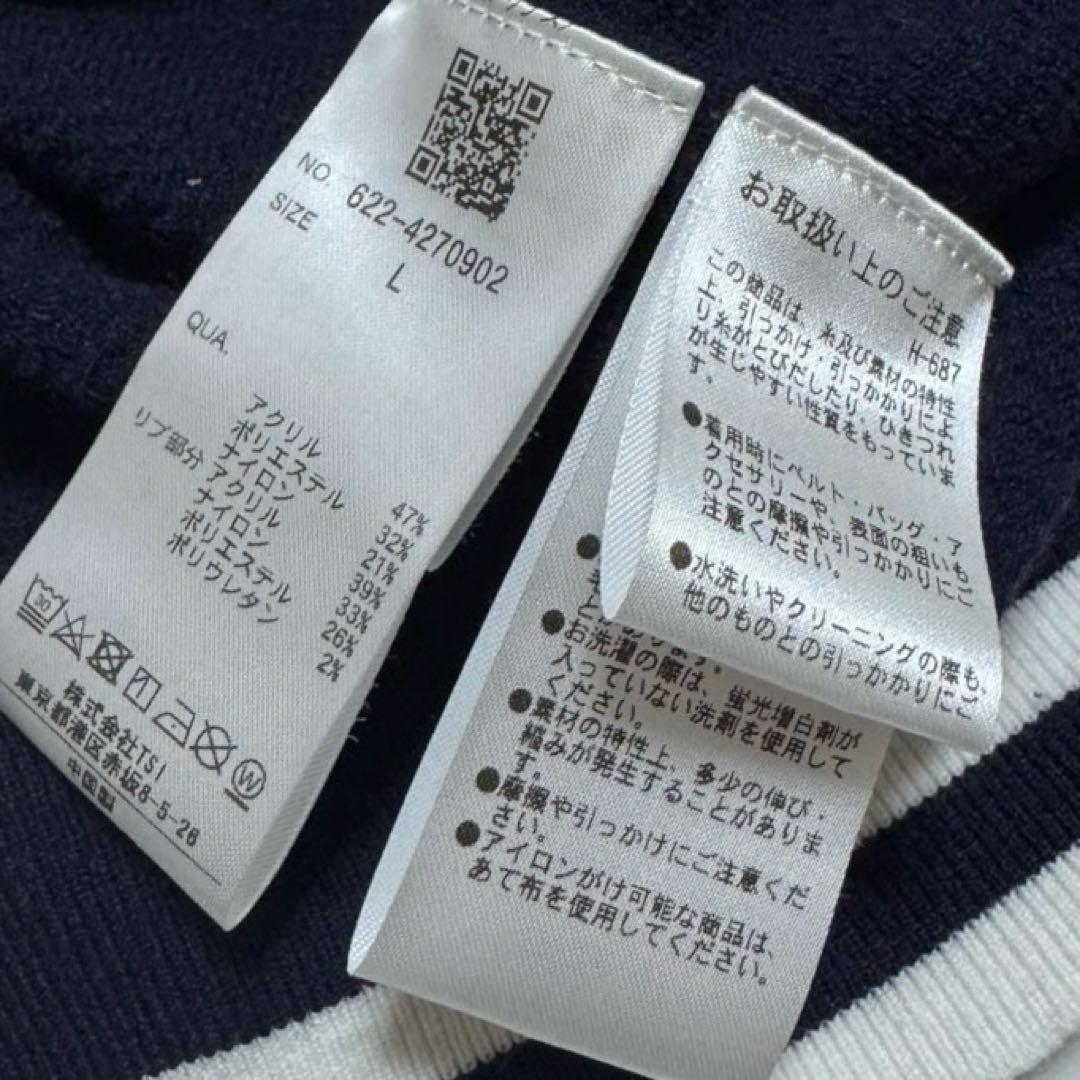 NO. 622-4270902
SIZE L
QUA.
アクリル 47%
ポリエステル 32%
ナイロン 21%
リブ部分 アクリル 39%
ナイロン 33%
ポリエステル 26%
ポリウレタン 2%
30
W
株式会社TSI
東京都港区赤坂8-5-28
中国製
お取扱い上のご注意
H-687
この商品は、糸及び素材の特性
上、引っかけ・引っかかりによ
り糸がとびだしたり、ひきつれ
が生じやすい性質をもっていま
す。
●着用時にベルト・バッグ・ア
クセサリーや、表面の粗いも
のとの摩擦や引っかかりにご
注意ください。
●水洗いやクリーニングの際も、
他のものとの引っかかりにご
●お洗濯の際は、蛍光増白剤が
入っていない洗剤を使用して
ください。
●素材の特性上、多少の伸び・
縮みが発生することがありま
す。
●摩擦や引っかけにご注意くだ
さい。
●アイロンがけ可能な商品は、
あて布を使用してください。